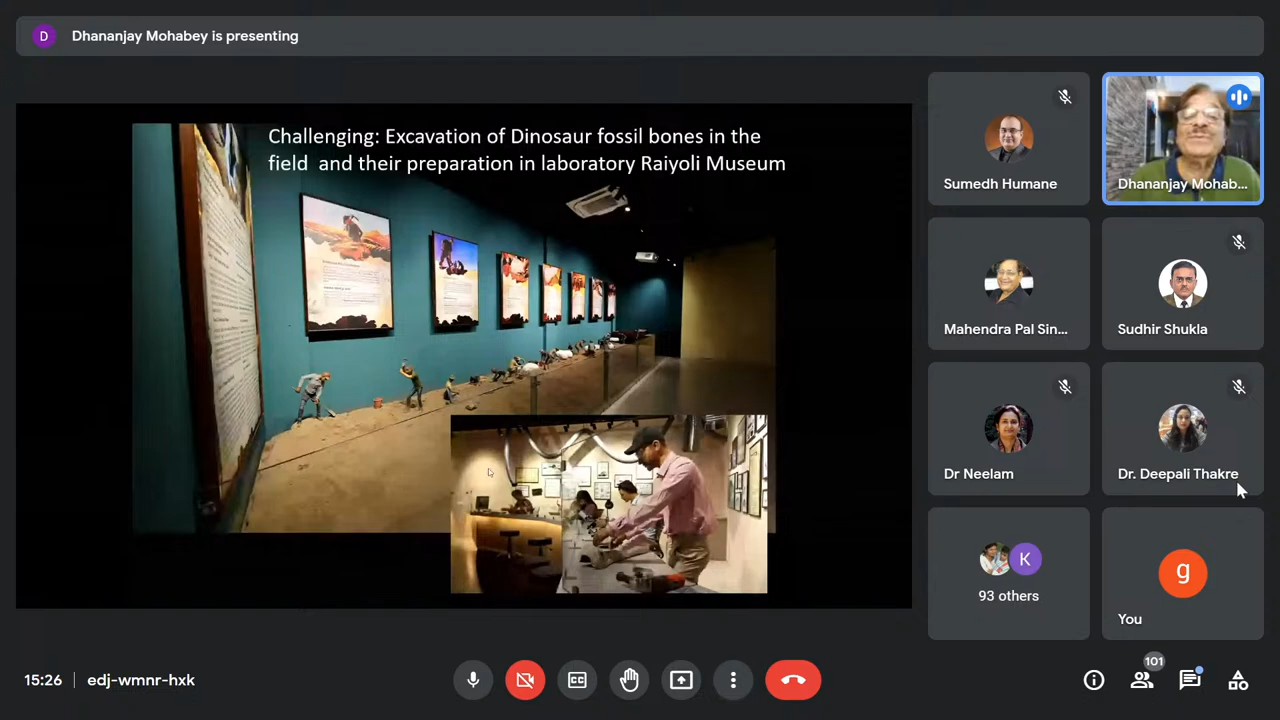 D
Dhananjay Mohabey is presenting
Challenging: Excavation of Dinosaur fossil bones in the
field and their preparation in laboratory Raiyoli Museum
Sumedh Humane
Dhananjay Mohab...
Mahendra Pal Sin...
Sudhir Shukla
Dr Neelam
Dr. Deepali Thakre
K
93 others
g
You
15:26
edj-wmnr-hxk
101